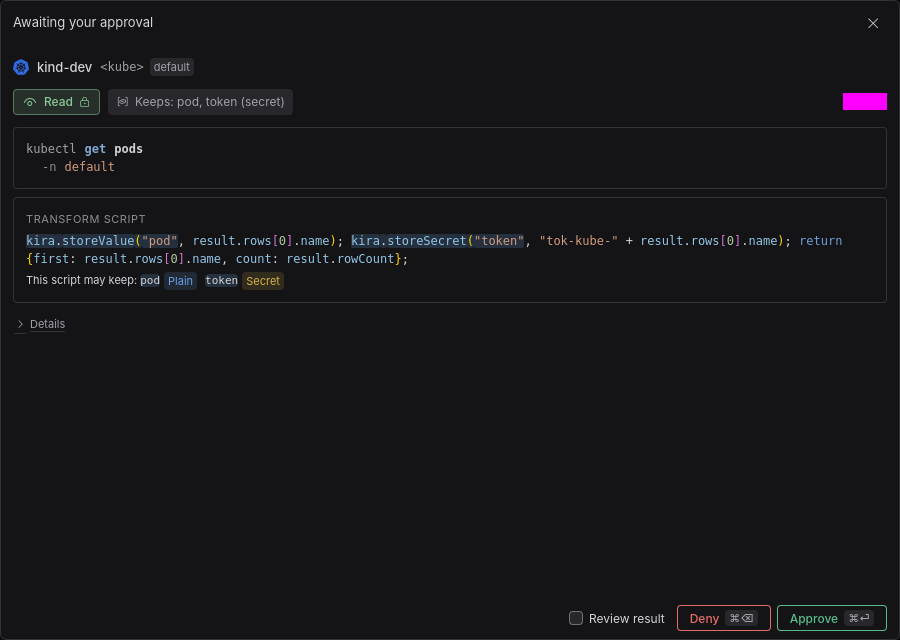 Awaiting your approval
kind-dev <kube> default
Read Keeps: pod, token (secret)
kubectl get pods
-n default
TRANSFORM SCRIPT
kira.storeValue("pod", result.rows[0].name); kira.storeSecret("token", "tok-kube-" + result.rows[0].name); return
{first: result.rows[0].name, count: result.rowCount};
This script may keep: pod Plain token Secret
Details
Review result Deny ⌘⌫ Approve ⌘⏎